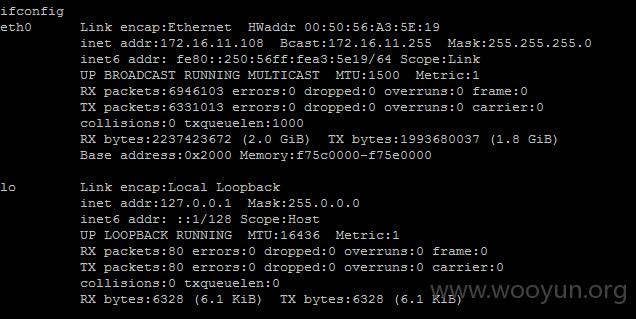 ifconfig
eth0 Link encap:Ethernet HWaddr 00:50:56:A3:5E:19
inet addr:172.16.11.108 Bcast:172.16.11.255 Mask:255.255.255.0
inet6 addr: fe80::250:56ff:fea3:5e19/64 Scope:Link
UP BROADCAST RUNNING MULTICAST MTU:1500 Metric:1
RX packets:6946103 errors:0 dropped:0 overruns:0 frame:0
TX packets:6331013 errors:0 dropped:0 overruns:0 carrier:0
collisions:0 txqueuelen:1000
RX bytes:2237423672 (2.0 GiB) TX bytes:1993680037 (1.8 GiB)
Base address:0x2000 Memory:f75c0000-f75e0000
lo Link encap:Local Loopback
inet addr:127.0.0.1 Mask:255.0.0.0
inet6 addr: ::1/128 Scope:Host
UP LOOPBACK RUNNING MTU:16436 Metric:1
RX packets:80 errors:0 dropped:0 overruns:0 frame:0
TX packets:80 errors:0 dropped:0 overruns:0 carrier:0
collisions:0 txqueuelen:0
RX bytes:6328 (6.1 KiB) TX bytes:6328 (6.1 KiB)
www.wooyun.org